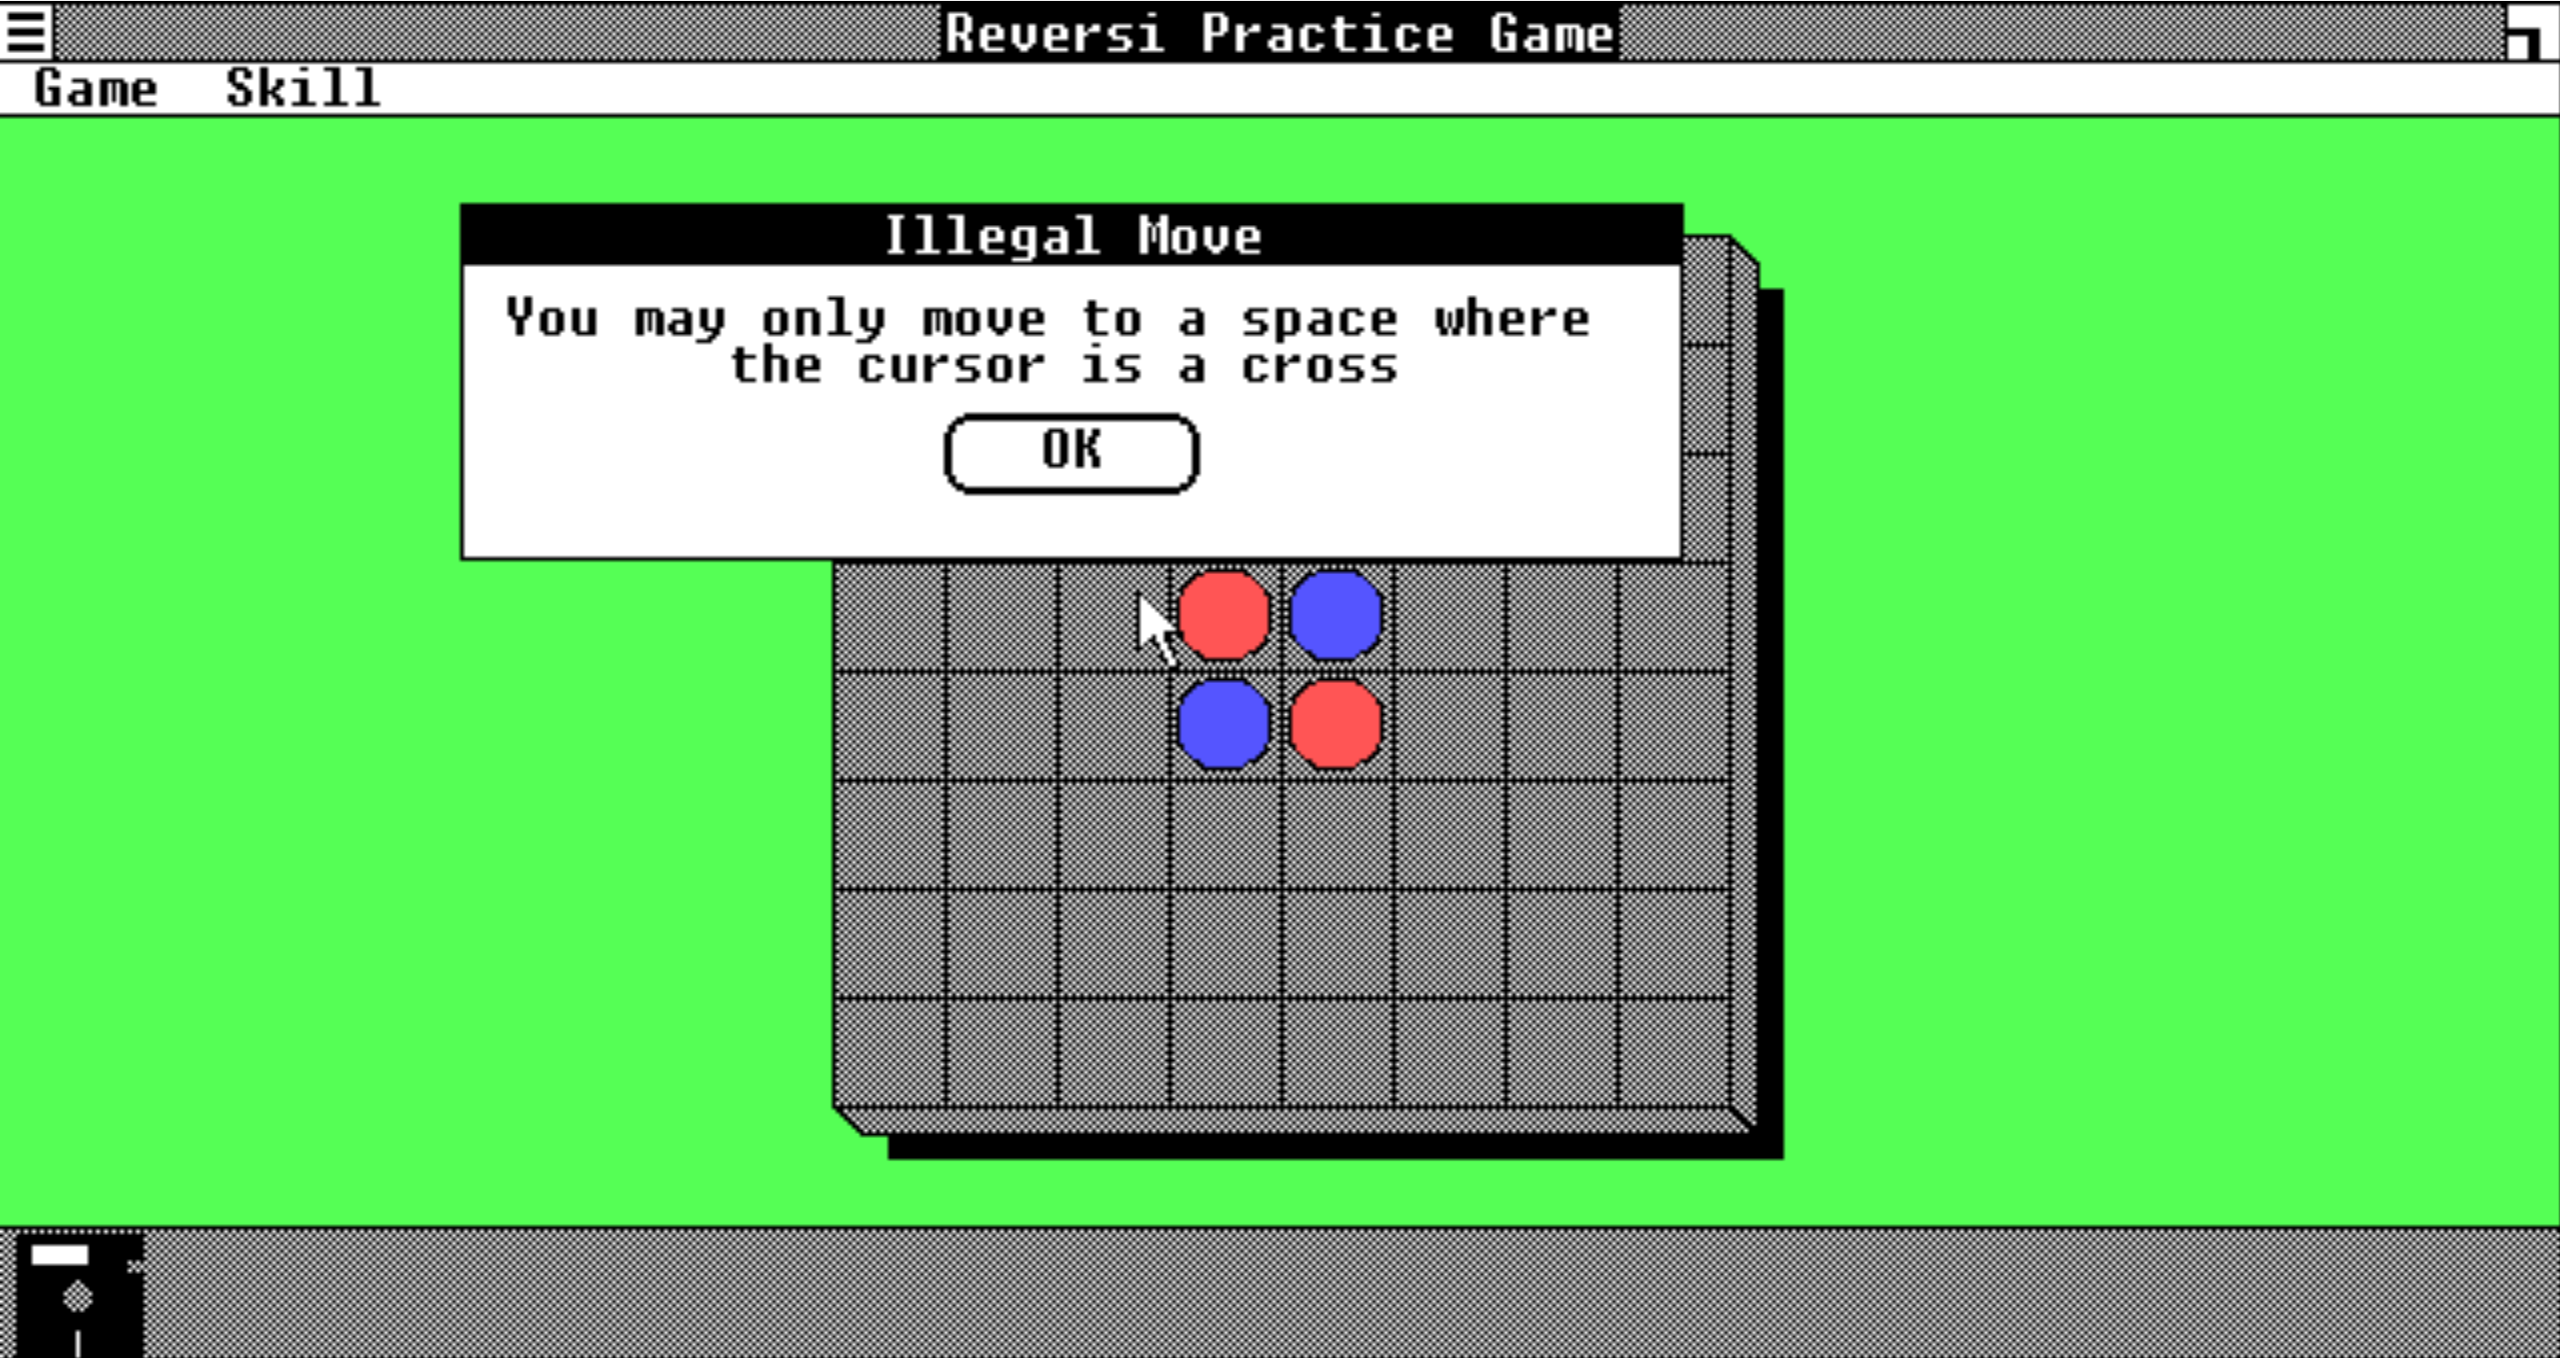 Reversi Practice Game
Game Skill
Illegal Move
You may only move to a space where
the cursor is a cross
OK